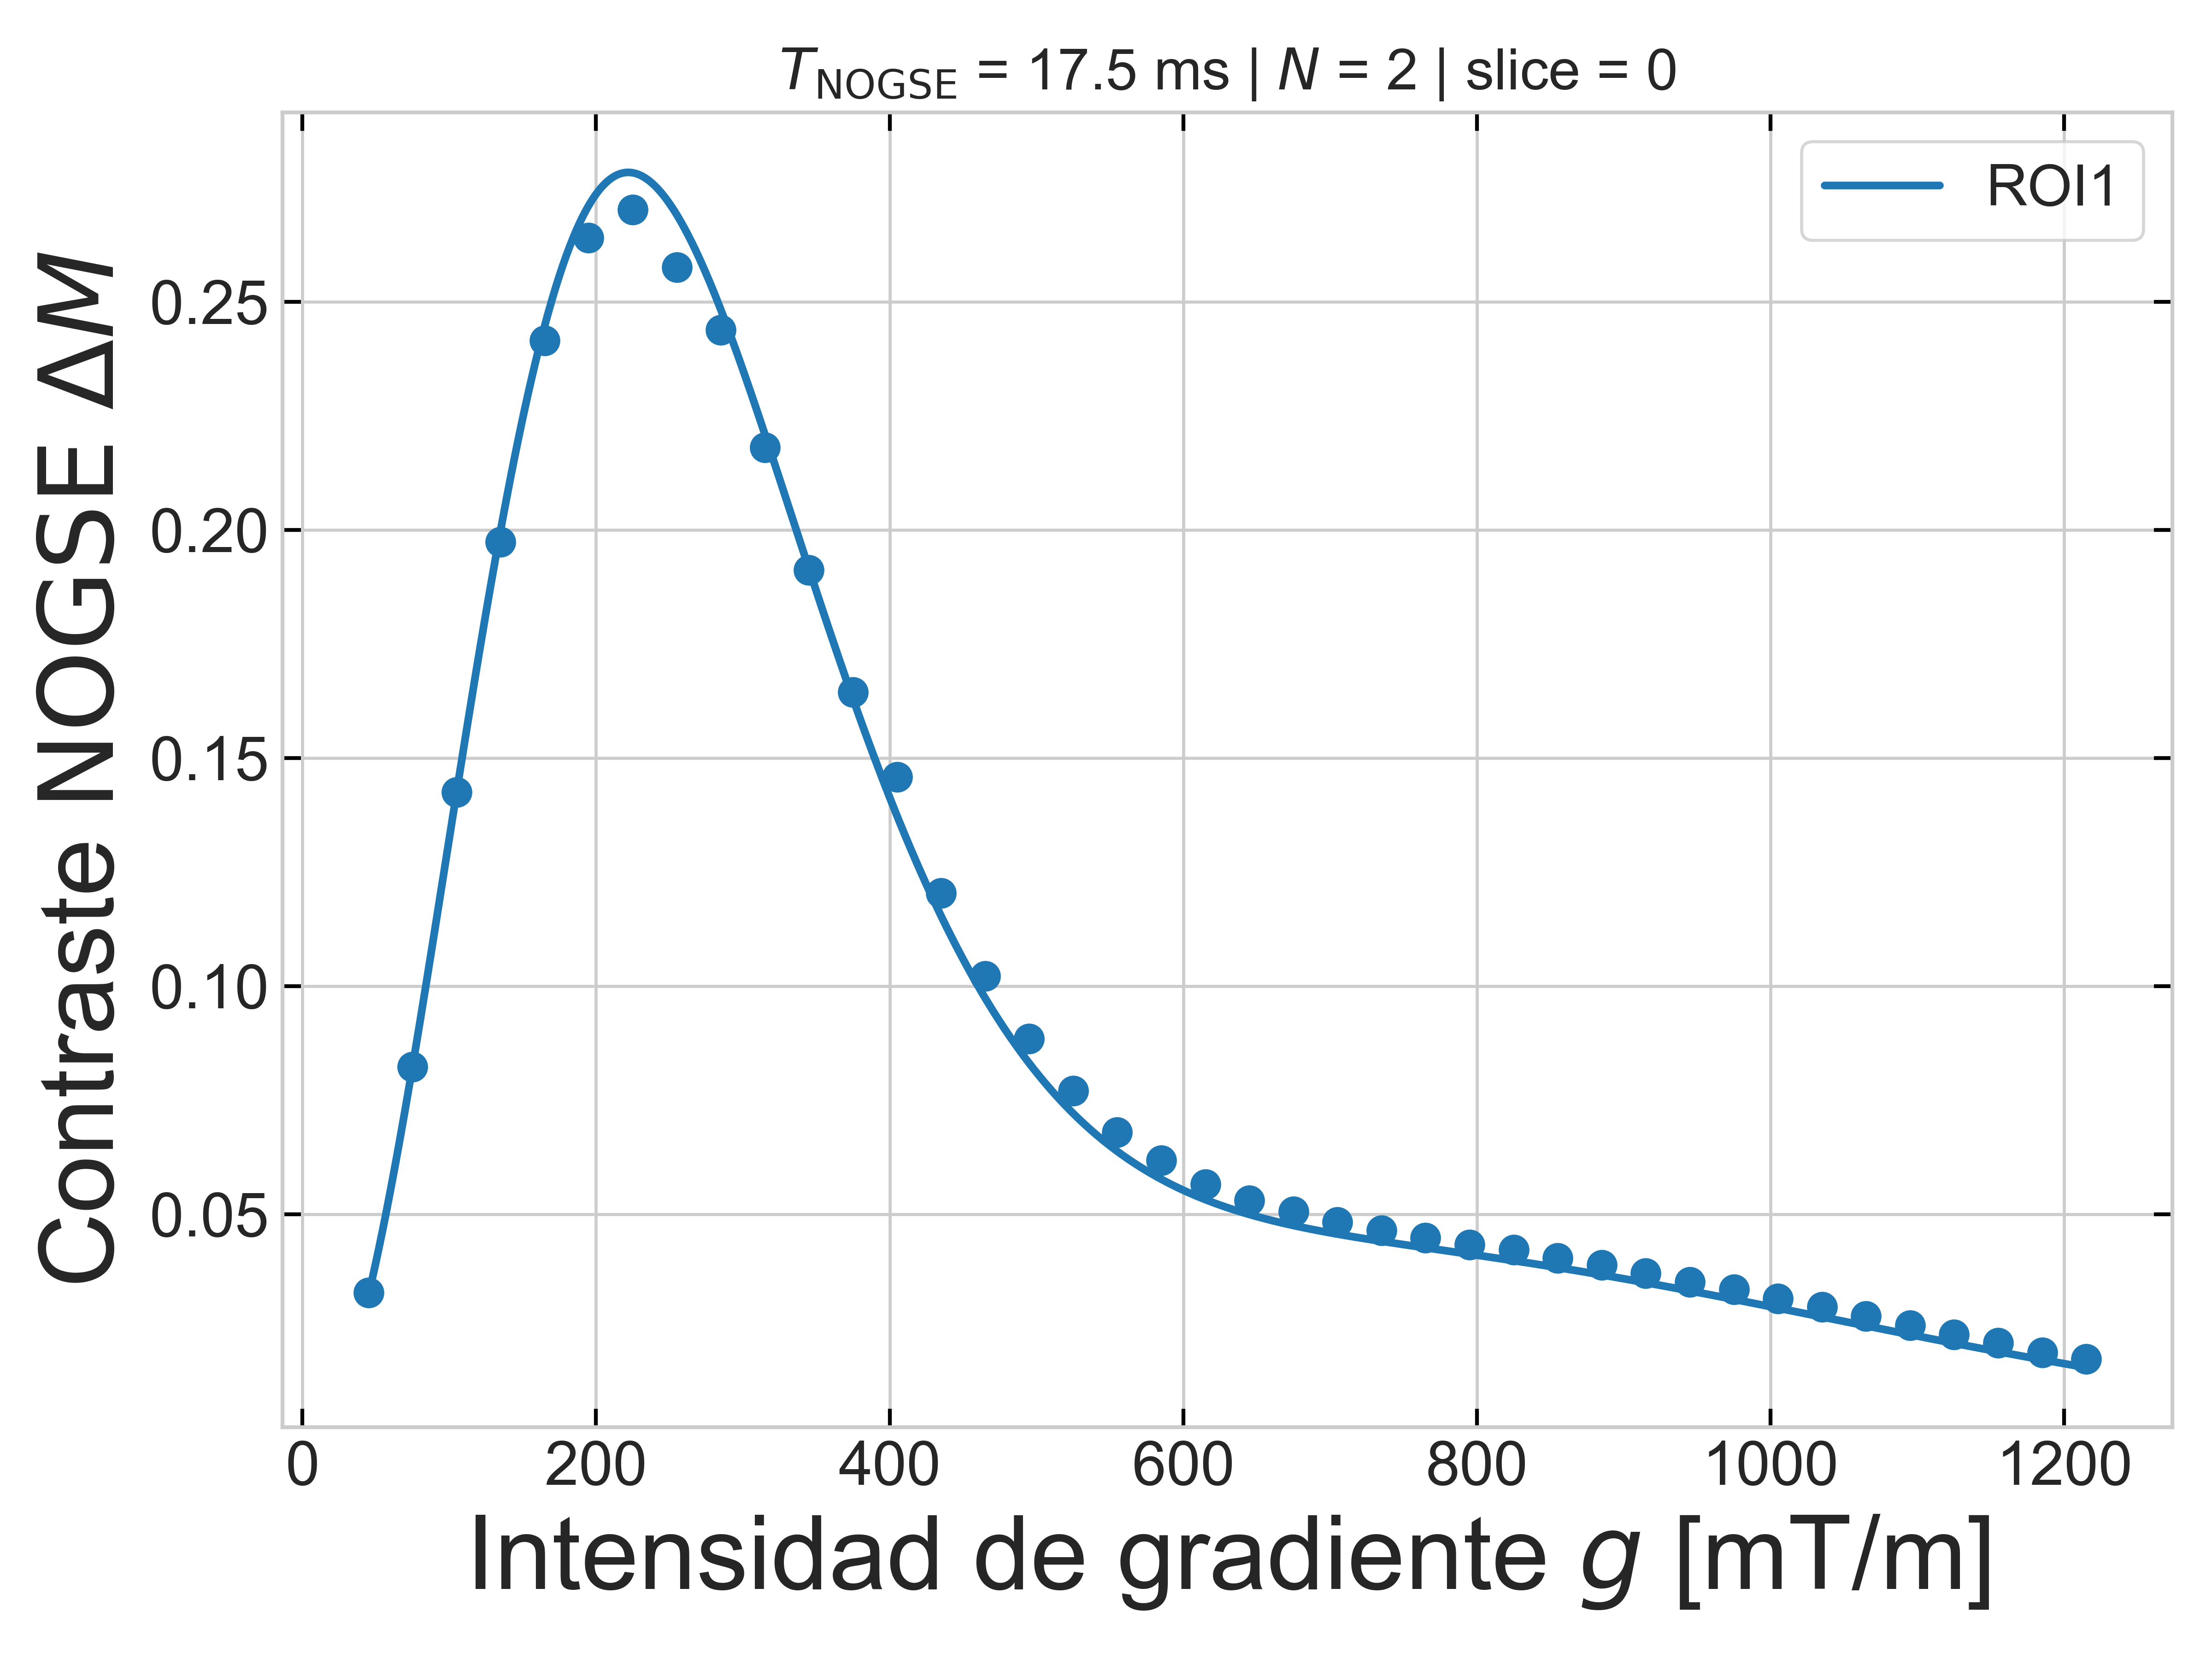 T_NOGSE = 17.5 ms | N = 2 | slice = 0
ROI1
Contraste NOGSE ΔM
0.25
0.20
0.15
0.10
0.05
0 200 400 600 800 1000 1200
Intensidad de gradiente g [mT/m]